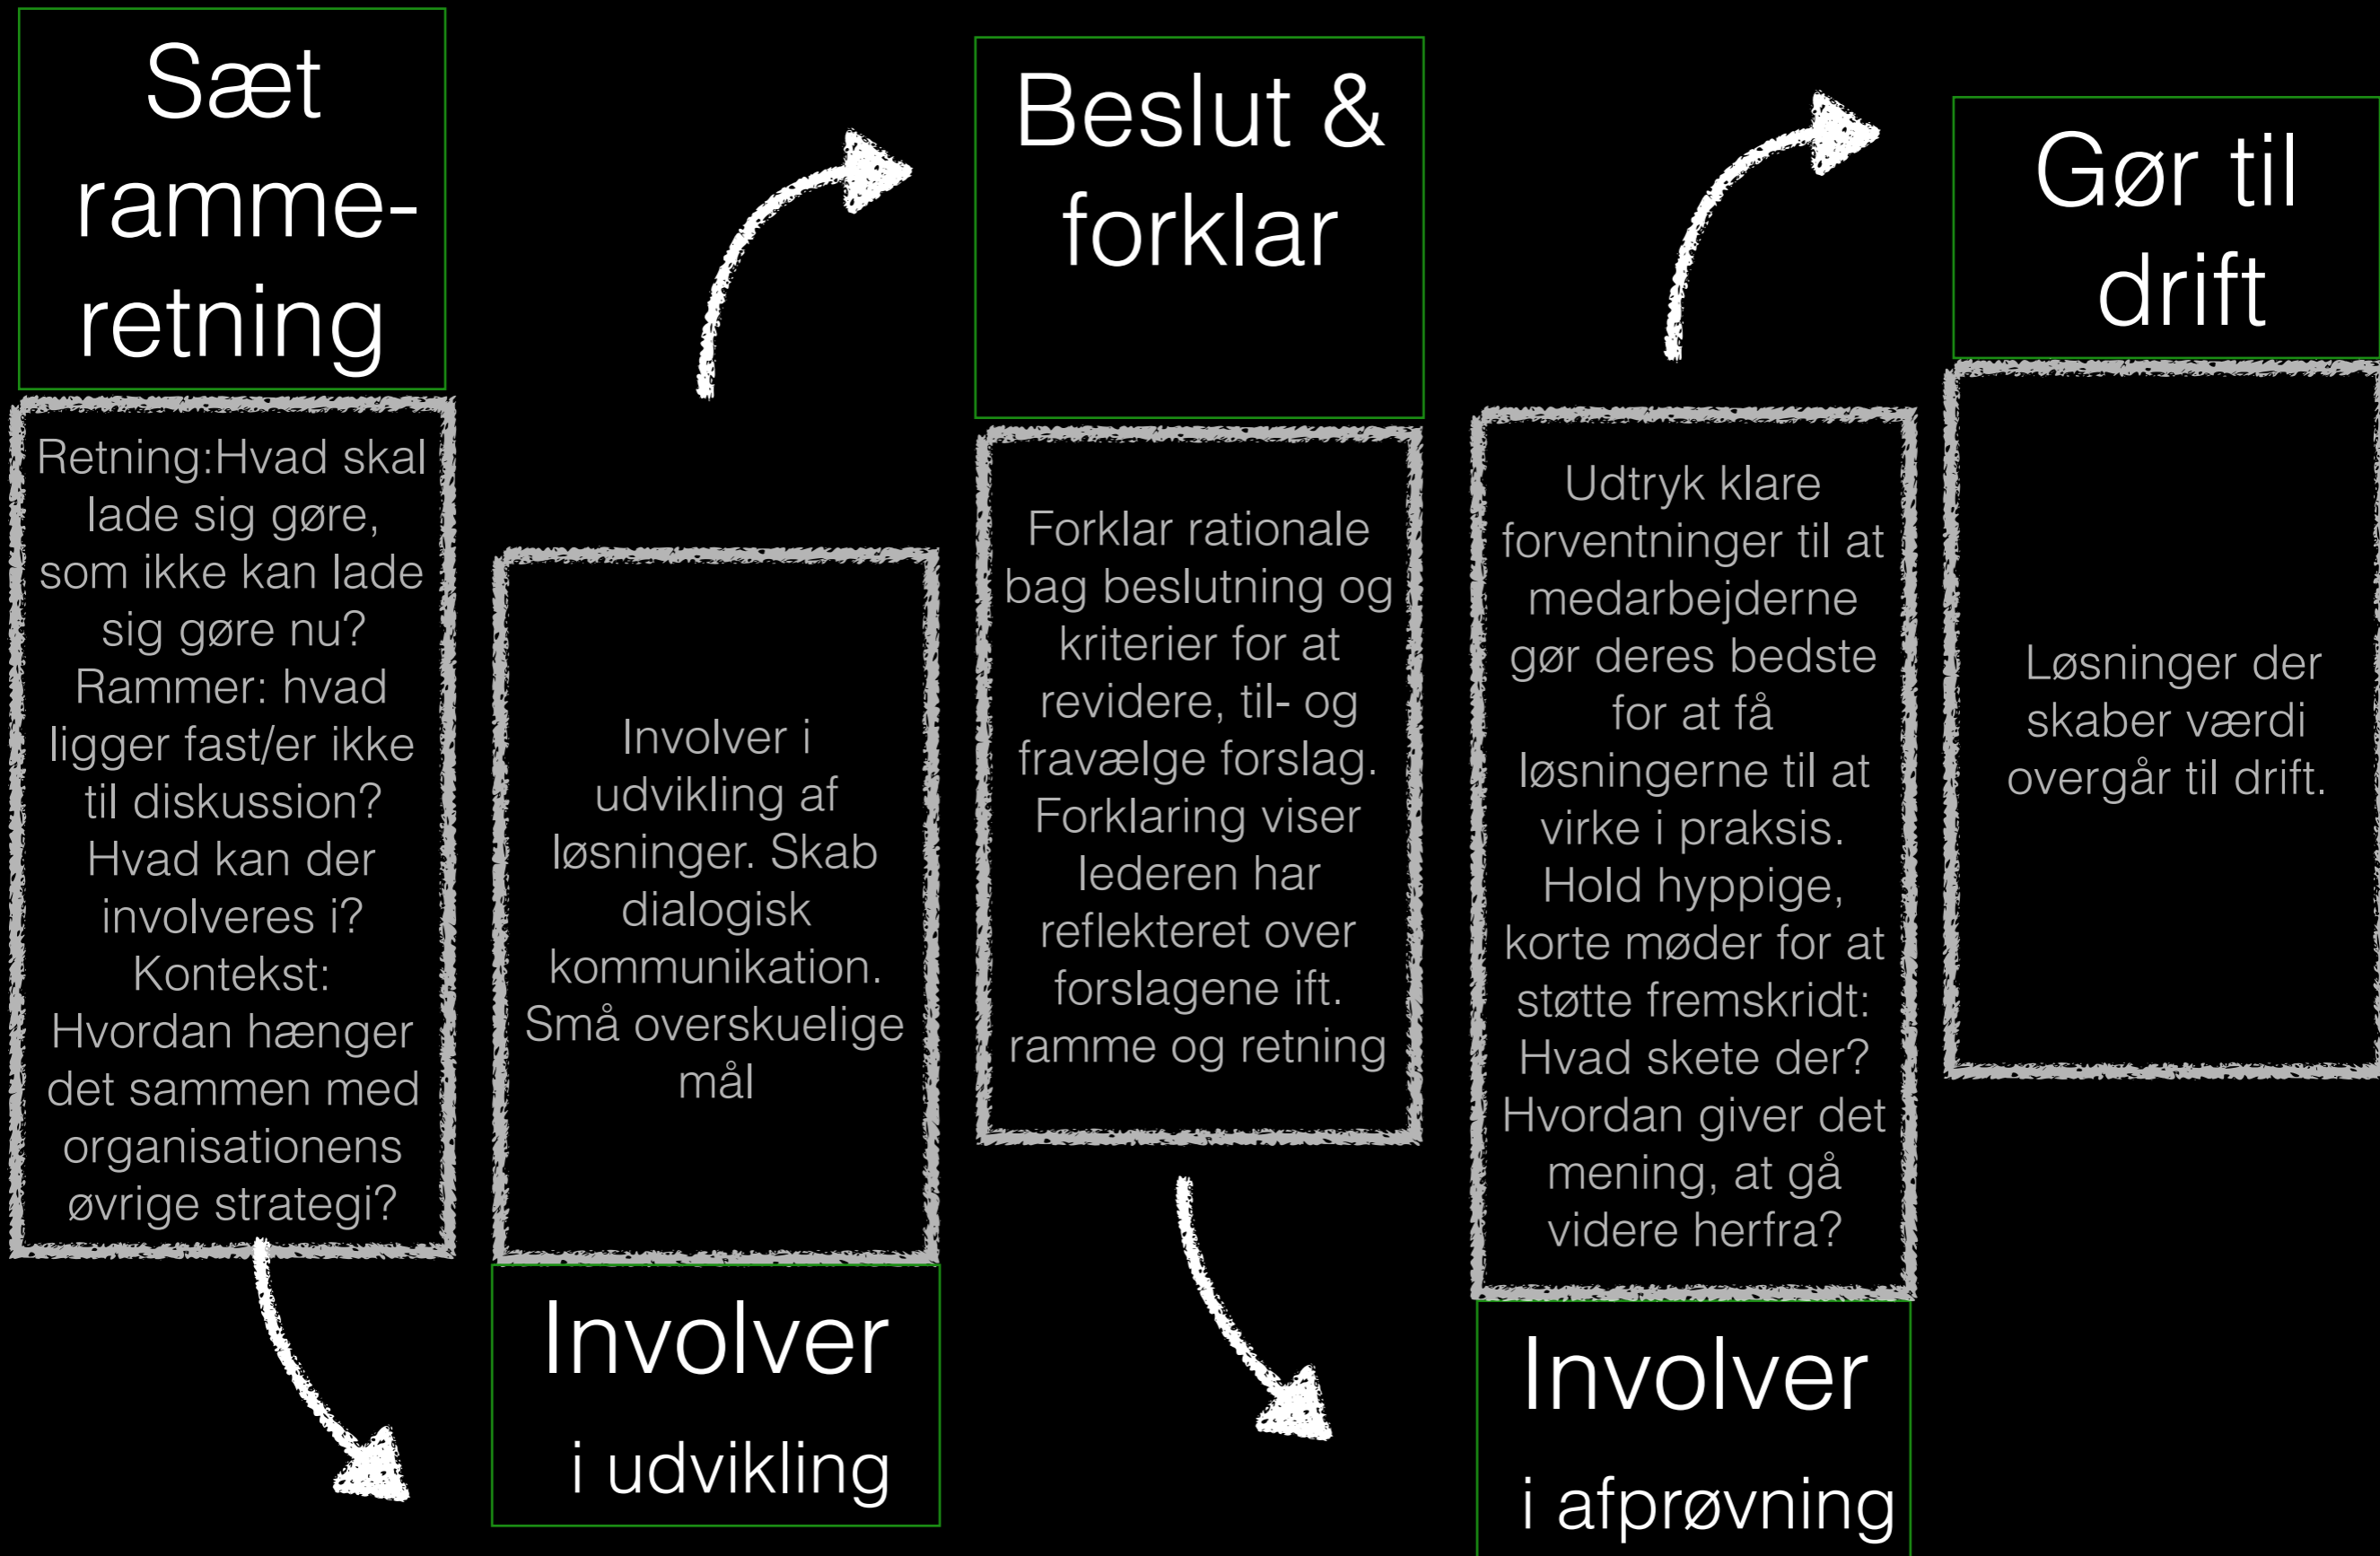 Sæt
ramme-
retning
Retning:Hvad skal
lade sig gøre,
som ikke kan lade
sig gøre nu?
Rammer: hvad
ligger fast/er ikke
til diskussion?
Hvad kan der
involveres i?
Kontekst:
Hvordan hænger
det sammen med
organisationens
øvrige strategi?
Involver i
udvikling af
løsninger. Skab
dialogisk
kommunikation.
Små overskuelige
mål
Involver
i udvikling
Beslut &
forklar
Forklar rationale
bag beslutning og
kriterier for at
revidere, til- og
fravælge forslag.
Forklaring viser
lederen har
reflekteret over
forslagene ift.
ramme og retning
Udtryk klare
forventninger til at
medarbejderne
gør deres bedste
for at få
løsningerne til at
virke i praksis.
Hold hyppige,
korte møder for at
støtte fremskridt:
Hvad skete der?
Hvordan giver det
mening, at gå
videre herfra?
Involver
i afprøvning
Gør til
drift
Løsninger der
skaber værdi
overgår til drift.